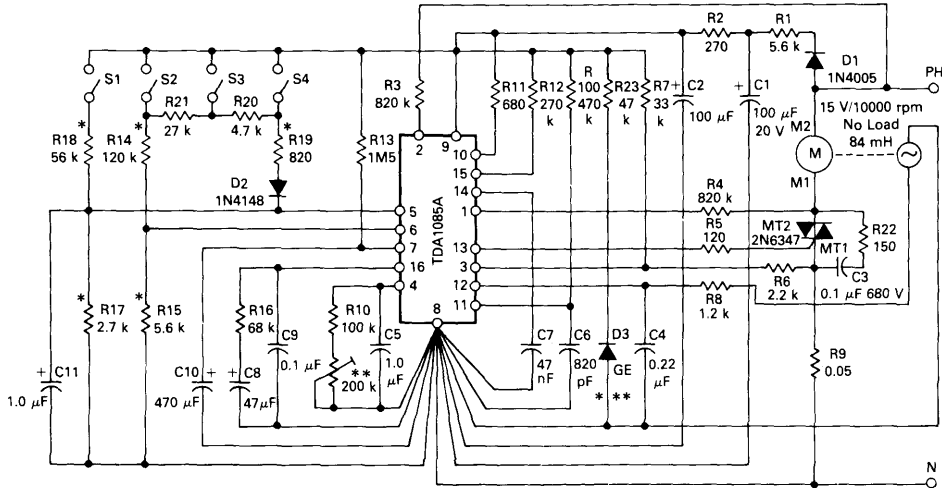 R2
270
R1
5.6 k
D1
1N4005
PH
S1
S2
S3
S4
R3
820 k
R11
680
R12
270
k
R
100
470
k
R23
47
k
R7
33
k
+
C2
100 μF
+
C1
100
μF
20 V
15 V/10000 rpm
No Load
84 mH
M2
M
M1
R21
27 k
R20
4.7 k
*
R18
56 k
*
R14
120 k
*
R19
820
D2
1N4148
R13
1M5
2
9
10
15
14
1
13
3
12
11
5
6
7
16
4
8
TDA1085A
R4
820 k
R5
120
MT2
2N6347
MT1
R22
150
C3
0.1 μF 680 V
R6
2.2 k
R8
1.2 k
R9
0.05
*
R17
2.7 k
*
R15
5.6 k
R16
68 k
C9
0.1 μF
R10
100 k
C5
1.0
μF
**
200 k
C7
47
nF
C6
820
pF
D3
GE
* **
C4
0.22
μF
+
C11
1.0 μF
C10
+
470 μF
+
C8
47μF
N